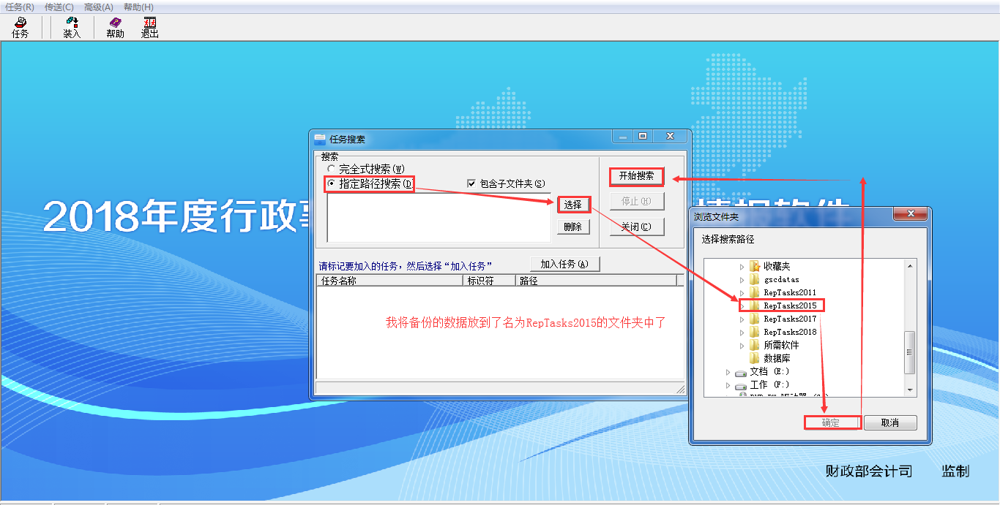 任务(R) 传送(C) 高级(A) 帮助(H)
任务 装入 帮助 退出
任务搜索
搜索
完全式搜索(W)
指定路径搜索(D
包含子文件夹(S)
开始搜索
选择
停止(H)
删除
关闭(C)
2018年度行政事
填报软件
请标记要加入的任务，然后选择“加入任务”
加入任务(A)
任务名称 标识符 路径
我将备份的数据放到了名为RepTasks2015的文件夹中了
浏览文件夹
选择搜索路径
收藏夹
gscdatas
RepTasks2011
RepTasks2015
RepTasks2017
RepTasks2018
所需软件
数据库
文档 (E:)
工作 (F:)
确定 取消
财政部会计司 监制